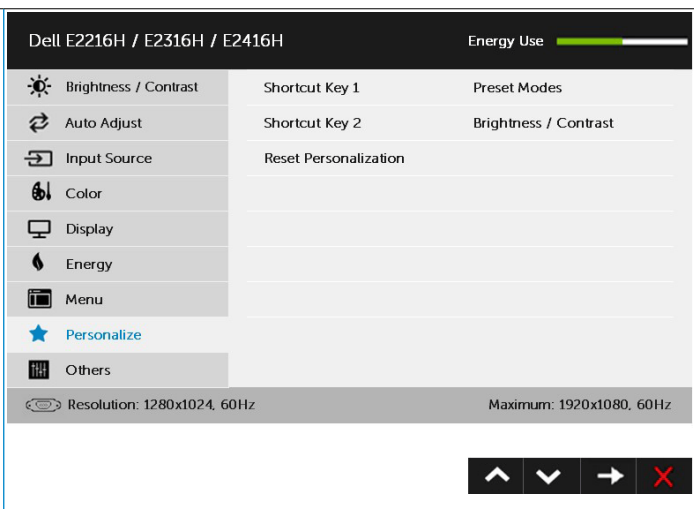 Dell E2216H / E2316H / E2416H Energy Use
Brightness / Contrast Shortcut Key 1 Preset Modes
Auto Adjust Shortcut Key 2 Brightness / Contrast
Input Source Reset Personalization
Color
Display
Energy
Menu
Personalize
Others
Resolution: 1280x1024, 60Hz Maximum: 1920x1080, 60Hz